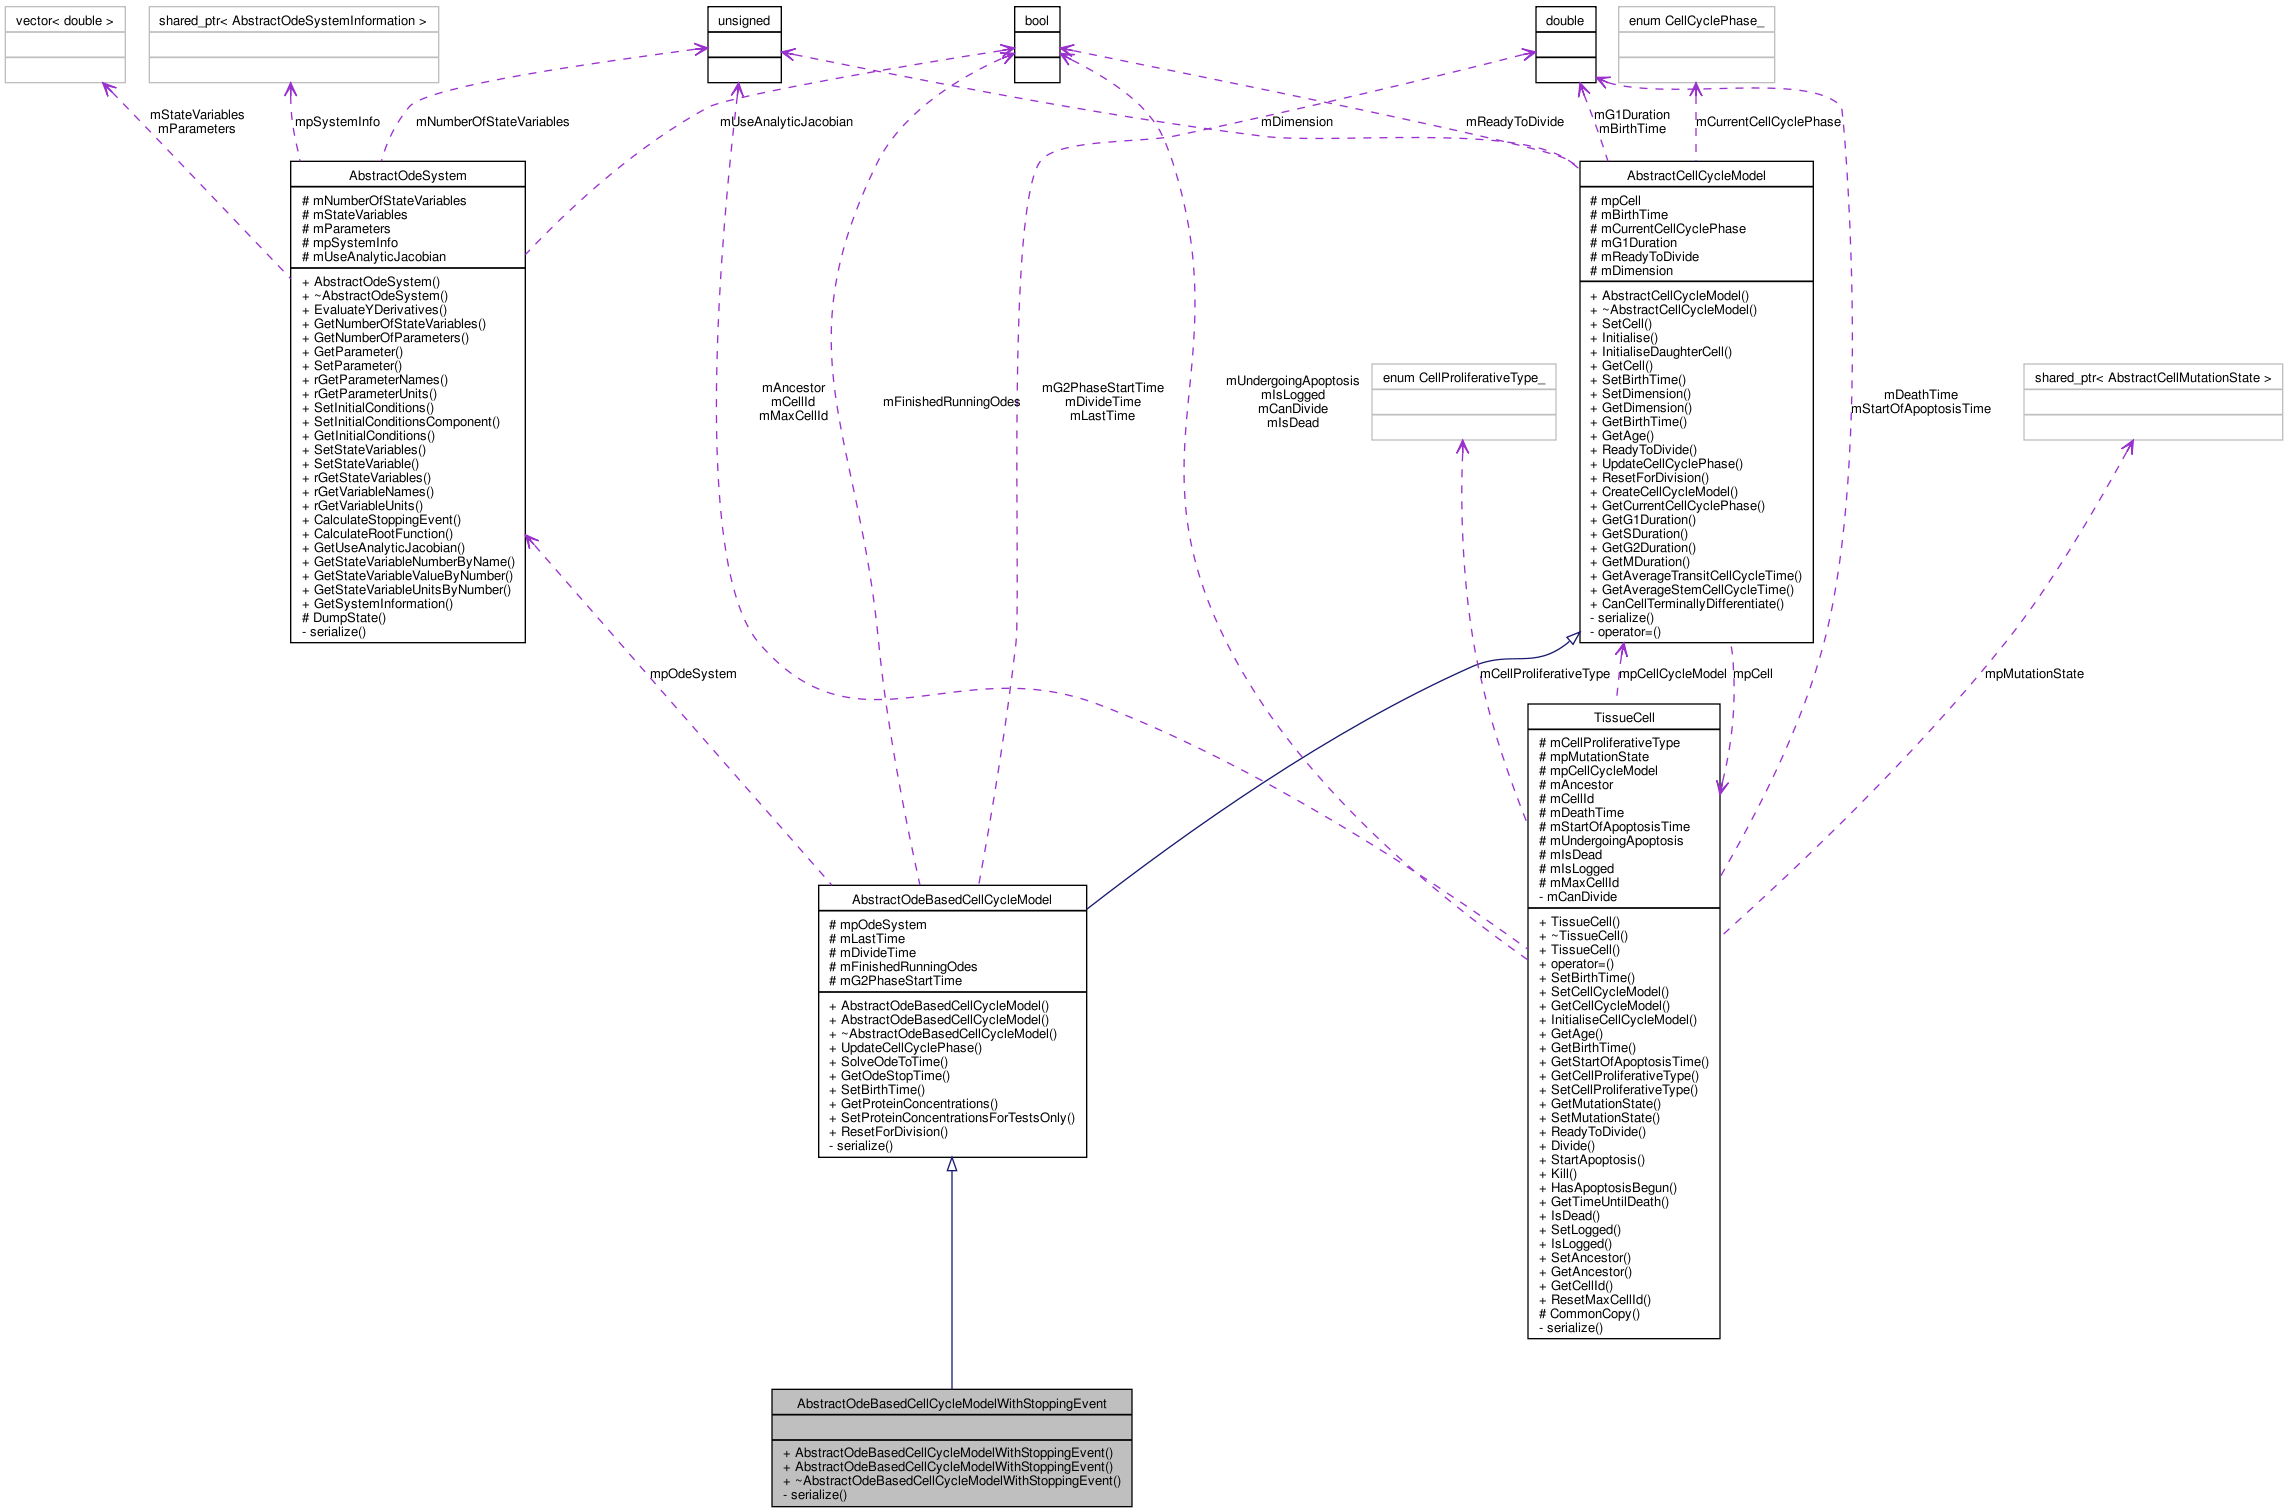 vector< double >
shared_ptr< AbstractOdeSystemInformation >
unsigned
bool
double
enum CellCyclePhase_
mStateVariables
mParameters
mpSystemInfo
mNumberOfStateVariables
mUseAnalyticJacobian
mDimension
mReadyToDivide
mG1Duration
mBirthTime
mCurrentCellCyclePhase
AbstractOdeSystem
# mNumberOfStateVariables
# mStateVariables
# mParameters
# mpSystemInfo
# mUseAnalyticJacobian
+ AbstractOdeSystem()
+ ~AbstractOdeSystem()
+ EvaluateYDerivatives()
+ GetNumberOfStateVariables()
+ GetNumberOfParameters()
+ GetParameter()
+ SetParameter()
+ rGetParameterNames()
+ rGetParameterUnits()
+ SetInitialConditions()
+ SetInitialConditionsComponent()
+ GetInitialConditions()
+ SetStateVariables()
+ SetStateVariable()
+ rGetStateVariables()
+ rGetVariableNames()
+ rGetVariableUnits()
+ CalculateStoppingEvent()
+ CalculateRootFunction()
+ GetUseAnalyticJacobian()
+ GetStateVariableNumberByName()
+ GetStateVariableValueByNumber()
+ GetStateVariableUnitsByNumber()
+ GetSystemInformation()
# DumpState()
- serialize()
AbstractCellCycleModel
# mpCell
# mBirthTime
# mCurrentCellCyclePhase
# mG1Duration
# mReadyToDivide
# mDimension
+ AbstractCellCycleModel()
+ ~AbstractCellCycleModel()
+ SetCell()
+ Initialise()
+ InitialiseDaughterCell()
+ GetCell()
+ SetBirthTime()
+ SetDimension()
+ GetDimension()
+ GetBirthTime()
+ GetAge()
+ ReadyToDivide()
+ UpdateCellCyclePhase()
+ ResetForDivision()
+ CreateCellCycleModel()
+ GetCurrentCellCyclePhase()
+ GetG1Duration()
+ GetSDuration()
+ GetG2Duration()
+ GetMDuration()
+ GetAverageTransitCellCycleTime()
+ GetAverageStemCellCycleTime()
+ CanCellTerminallyDifferentiate()
- serialize()
- operator=()
mAncestor
mCellId
mMaxCellId
mFinishedRunningOdes
mG2PhaseStartTime
mDivideTime
mLastTime
mUndergoingApoptosis
mIsLogged
mCanDivide
mIsDead
enum CellProliferativeType_
mDeathTime
mStartOfApoptosisTime
shared_ptr< AbstractCellMutationState >
mpOdeSystem
mCellProliferativeType
mpCellCycleModel
mpCell
mpMutationState
TissueCell
# mCellProliferativeType
# mpMutationState
# mpCellCycleModel
# mAncestor
# mCellId
# mDeathTime
# mStartOfApoptosisTime
# mUndergoingApoptosis
# mIsDead
# mIsLogged
# mMaxCellId
- mCanDivide
+ TissueCell()
+ ~TissueCell()
+ TissueCell()
+ operator=()
+ SetBirthTime()
+ SetCellCycleModel()
+ GetCellCycleModel()
+ InitialiseCellCycleModel()
+ GetAge()
+ GetBirthTime()
+ GetStartOfApoptosisTime()
+ GetCellProliferativeType()
+ SetCellProliferativeType()
+ GetMutationState()
+ SetMutationState()
+ ReadyToDivide()
+ Divide()
+ StartApoptosis()
+ Kill()
+ HasApoptosisBegun()
+ GetTimeUntilDeath()
+ IsDead()
+ SetLogged()
+ IsLogged()
+ SetAncestor()
+ GetAncestor()
+ GetCellId()
+ ResetMaxCellId()
# CommonCopy()
- serialize()
AbstractOdeBasedCellCycleModel
# mpOdeSystem
# mLastTime
# mDivideTime
# mFinishedRunningOdes
# mG2PhaseStartTime
+ AbstractOdeBasedCellCycleModel()
+ AbstractOdeBasedCellCycleModel()
+ ~AbstractOdeBasedCellCycleModel()
+ UpdateCellCyclePhase()
+ SolveOdeToTime()
+ GetOdeStopTime()
+ SetBirthTime()
+ GetProteinConcentrations()
+ SetProteinConcentrationsForTestsOnly()
+ ResetForDivision()
- serialize()
AbstractOdeBasedCellCycleModelWithStoppingEvent
+ AbstractOdeBasedCellCycleModelWithStoppingEvent()
+ AbstractOdeBasedCellCycleModelWithStoppingEvent()
+ ~AbstractOdeBasedCellCycleModelWithStoppingEvent()
- serialize()